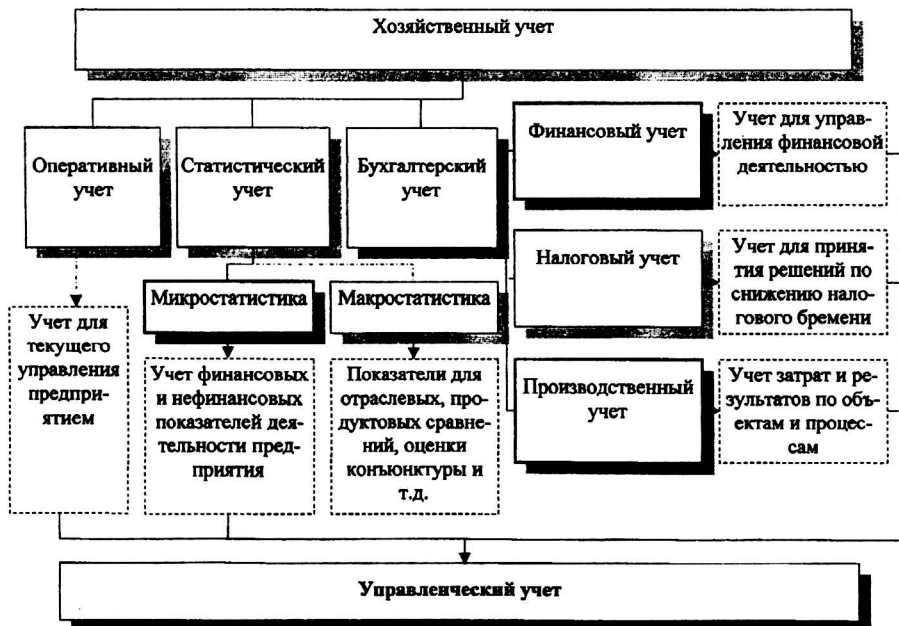 Хозяйственный учет
Оперативный
учет
Статистический
учет
Бухгалтерский
учет
Финансовый учет
Учет для управ-
ления финансовой
деятельностью
Налоговый учет
Учет для приня-
тия решений по
снижению нало-
гового бремени
Микростатистика
Макростатистика
Учет для
текущего
управления
предприя-
тием
Учет финансовых
и нефинансовых
показателей дея-
тельности пред-
приятия
Показатели для
отраслевых, про-
дуктовых сравне-
ний, оценки
конъюнктуры и
т.д.
Производственный
учет
Учет затрат и ре-
зультатов по объ-
ектам и процес-
сам
Управленческий учет